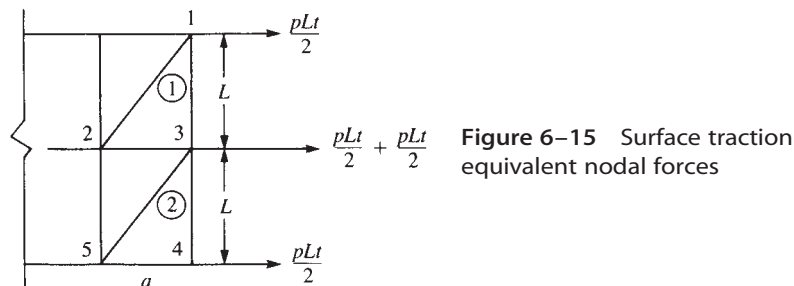 1
pLt
2
1
L
2
3
pLt
2
+
pLt
2
Figure 6–15 Surface traction
equivalent nodal forces
2
L
5
4
pLt
2
a